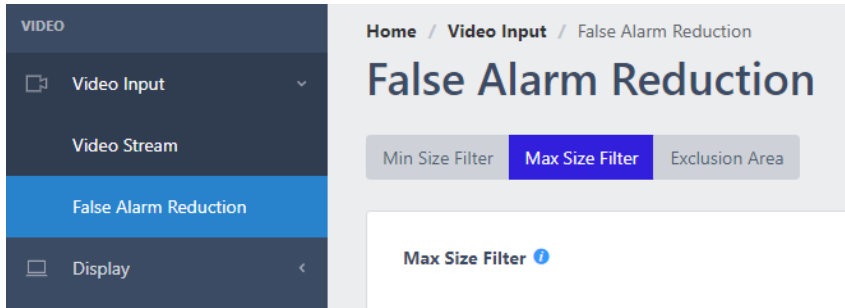 VIDEO
Video Input
Video Stream
False Alarm Reduction
Display
Home / Video Input / False Alarm Reduction
False Alarm Reduction
Min Size Filter Max Size Filter Exclusion Area
Max Size Filter